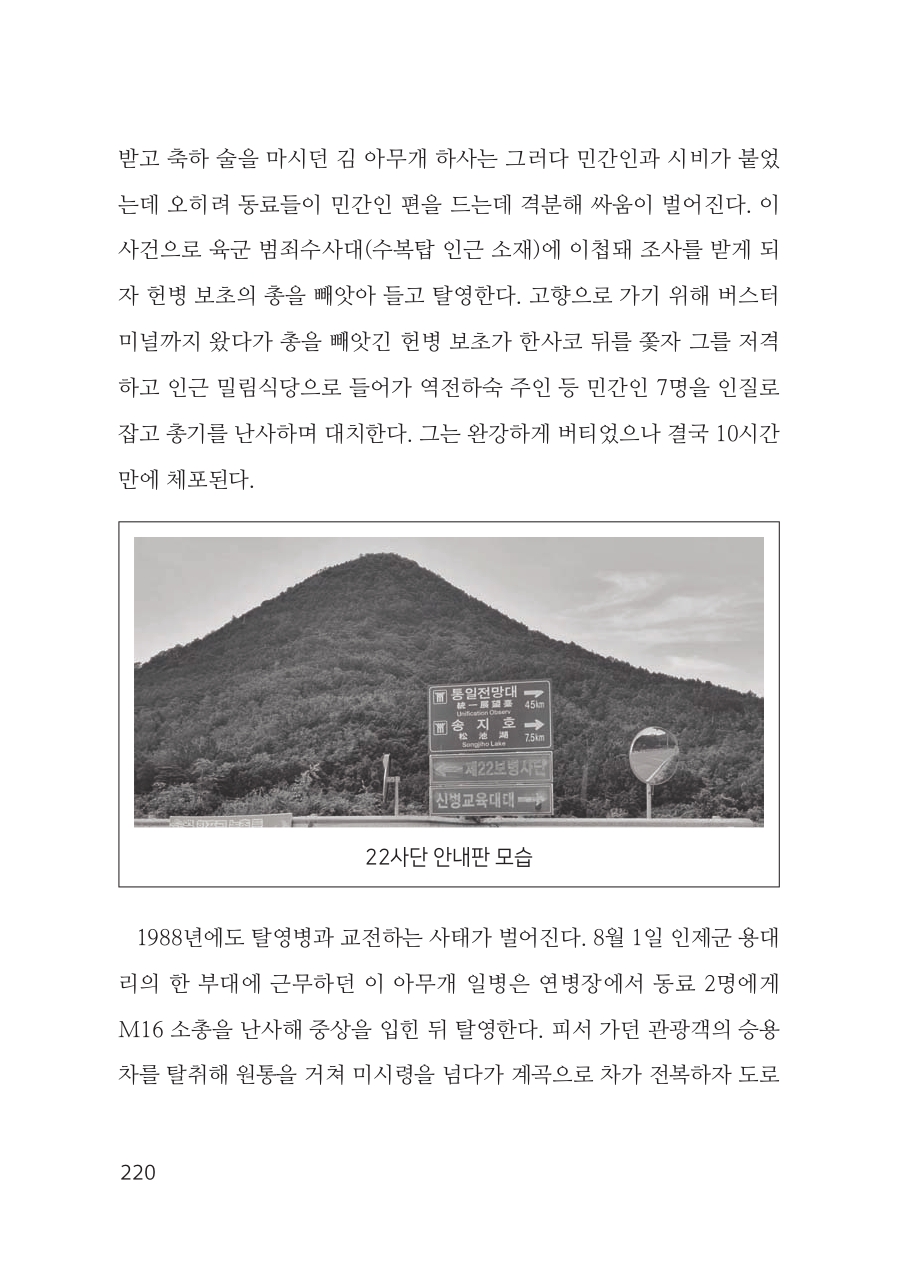 받고 축하 술을 마시던 김 아무개 하사는 그러다 민간인과 시비가 붙었
는데 오히려 동료들이 민간인 편을 드는데 격분해 싸움이 벌어진다. 이
사건으로 육군 범죄수사대(수복탑 인근 소재)에 이첩돼 조사를 받게 되
자 헌병 보초의 총을 빼앗아 들고 탈영한다. 고향으로 가기 위해 버스터
미널까지 왔다가 총을 빼앗긴 헌병 보초가 한사코 뒤를 쫓자 그를 저격
하고 인근 밀림식당으로 들어가 역전하숙 주인 등 민간인 7명을 인질로
잡고 총기를 난사하며 대치한다. 그는 완강하게 버티었으나 결국 10시간
만에 체포된다.
통일전망대
統一展望臺 45km
Unification Observ
송지호
松池湖 7.5km
Songjiho Lake
제22보병사단
신병교육대대
22사단 안내판 모습
1988년에도 탈영병과 교전하는 사태가 벌어진다. 8월 1일 인제군 용대
리의 한 부대에 근무하던 이 아무개 일병은 연병장에서 동료 2명에게
M16 소총을 난사해 중상을 입힌 뒤 탈영한다. 피서 가던 관광객의 승용
차를 탈취해 원통을 거쳐 미시령을 넘다가 계곡으로 차가 전복하자 도로
220